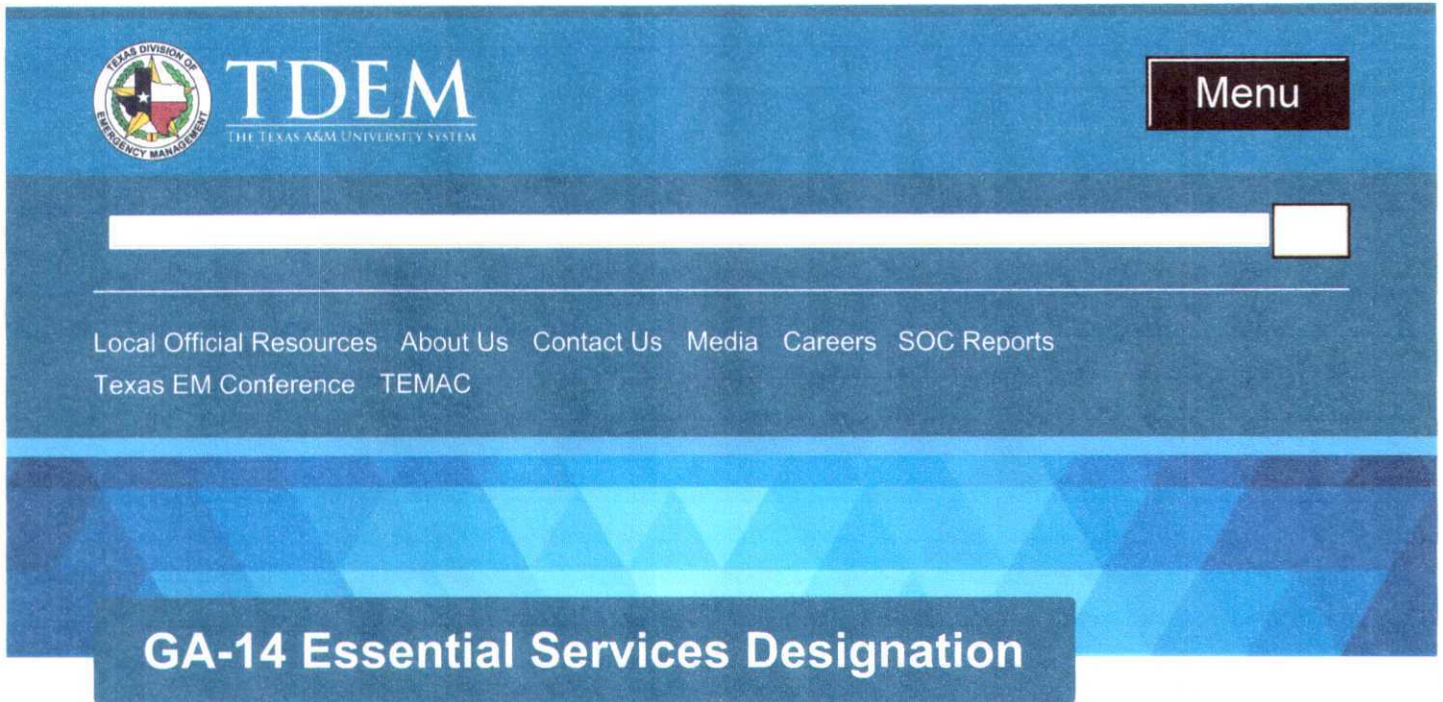 TEXAS DIVISION OF
EMERGENCY MANAGEMENT
TDEM
THE TEXAS A&M UNIVERSITY SYSTEM
Menu
Local Official Resources About Us Contact Us Media Careers SOC Reports
Texas EM Conference TEMAC
GA-14 Essential Services Designation